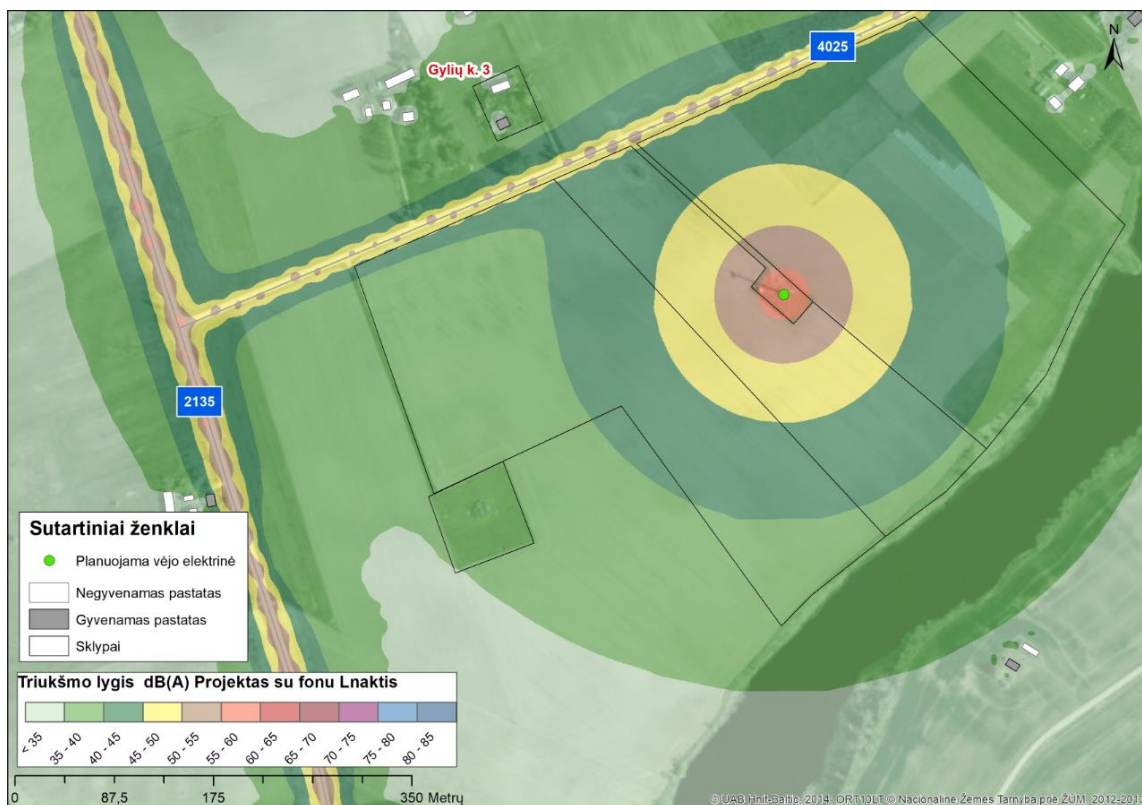 N
4025
Gylių k. 3
2135
Sutartiniai ženklai
Planuojama vėjo elektrinė
Negyvenamas pastatas
Gyvenamas pastatas
Sklypai
Triukšmo lygis dB(A) Projektas su fonu Lnaktis
< 35
35 - 40
40 - 45
45 - 50
50 - 55
55 - 60
60 - 65
65 - 70
70 - 75
75 - 80
80 - 85
0 87,5 175 350 Metrų
© UAB Hnit-Baltic, 2014, ORT10LT © Nacionalinė Žemės Tarnyba prie ŽŪM, 2012-201